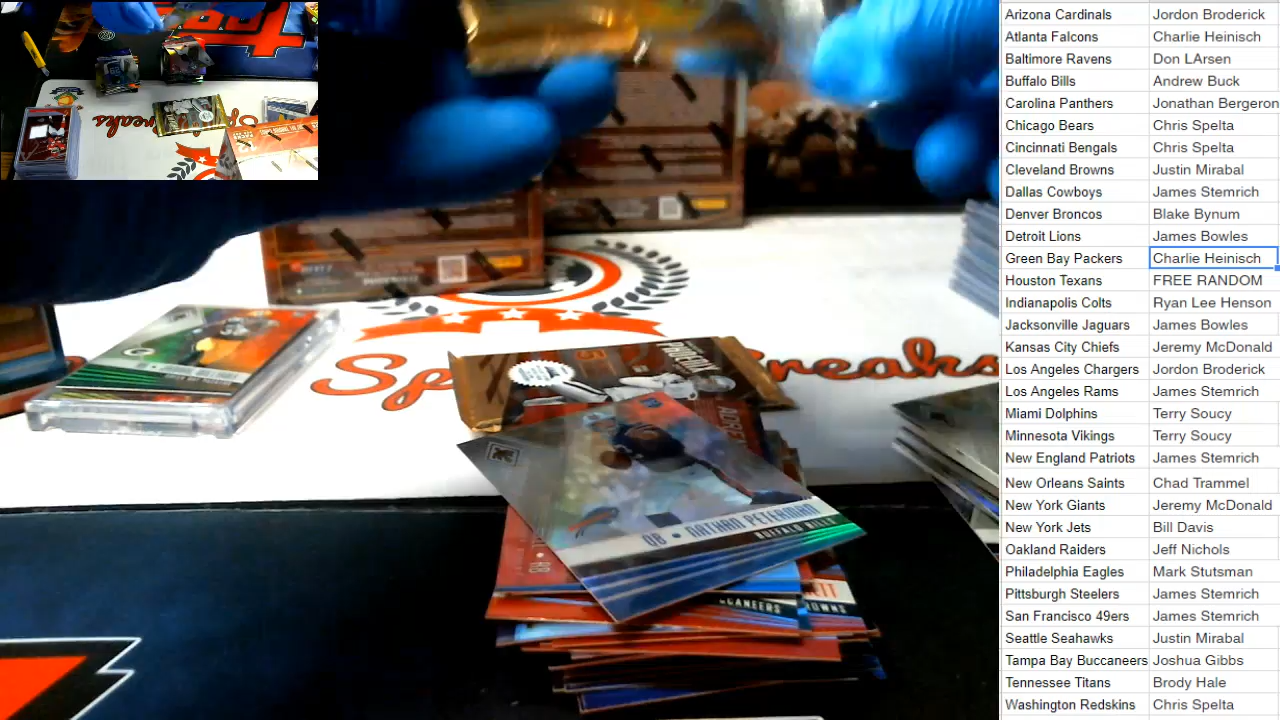 Arizona Cardinals Jordon Broderick
Atlanta Falcons Charlie Heinisch
Baltimore Ravens Don LArsen
Buffalo Bills Andrew Buck
Carolina Panthers Jonathan Bergeron
Chicago Bears Chris Spelta
Cincinnati Bengals Chris Spelta
Cleveland Browns Justin Mirabal
Dallas Cowboys James Stemrich
Denver Broncos Blake Bynum
Detroit Lions James Bowles
Green Bay Packers Charlie Heinisch
Houston Texans FREE RANDOM
Indianapolis Colts Ryan Lee Henson
Jacksonville Jaguars James Bowles
Kansas City Chiefs Jeremy McDonald
Los Angeles Chargers Jordon Broderick
Los Angeles Rams James Stemrich
Miami Dolphins Terry Soucy
Minnesota Vikings Terry Soucy
New England Patriots James Stemrich
New Orleans Saints Chad Trammel
New York Giants Jeremy McDonald
New York Jets Bill Davis
Oakland Raiders Jeff Nichols
Philadelphia Eagles Mark Stutsman
Pittsburgh Steelers James Stemrich
San Francisco 49ers James Stemrich
Seattle Seahawks Justin Mirabal
Tampa Bay Buccaneers Joshua Gibbs
Tennessee Titans Brody Hale
Washington Redskins Chris Spelta
PHOENIX
QB • NATHAN PETERMAN
BUFFALO BILLS